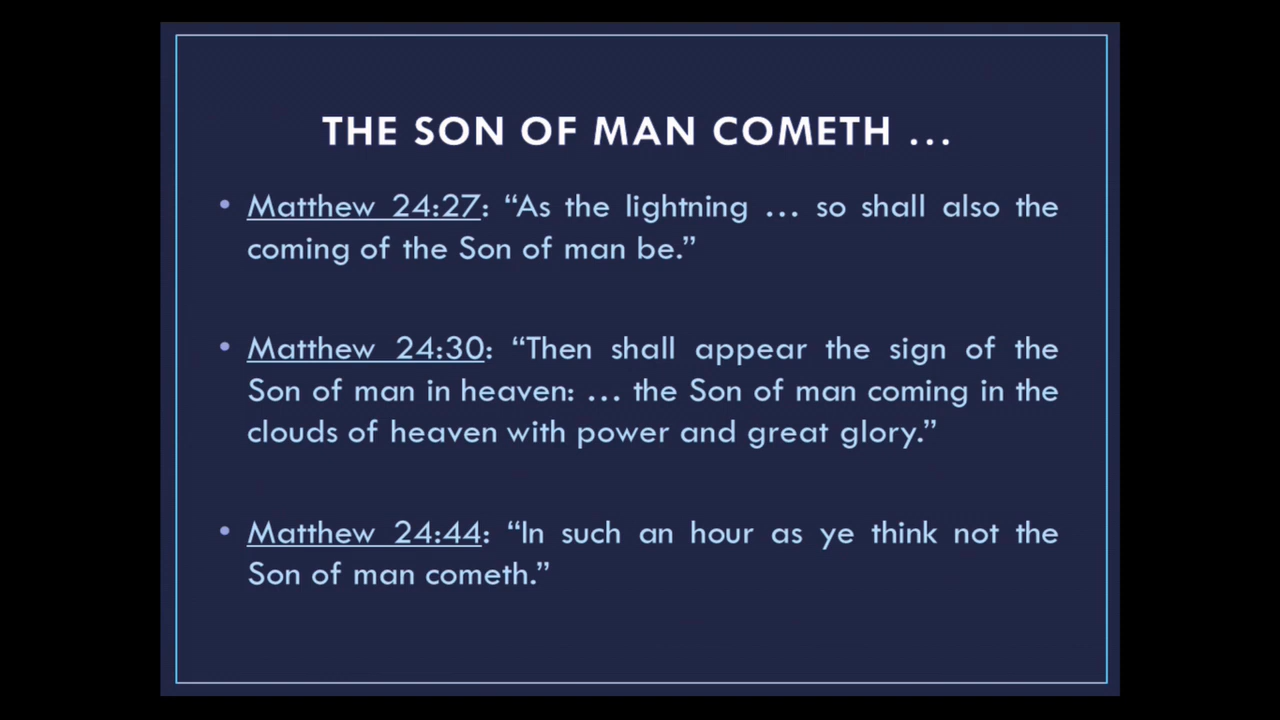 THE SON OF MAN COMETH …
• Matthew 24:27: “As the lightning … so shall also the
coming of the Son of man be.”
• Matthew 24:30: “Then shall appear the sign of the
Son of man in heaven: … the Son of man coming in the
clouds of heaven with power and great glory.”
• Matthew 24:44: “In such an hour as ye think not the
Son of man cometh.”